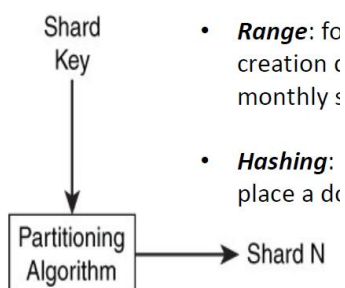 Shard
Key
• Range: fo
creation
monthly
• Hashing:
place a do
Partitioning
Algorithm
Shard N